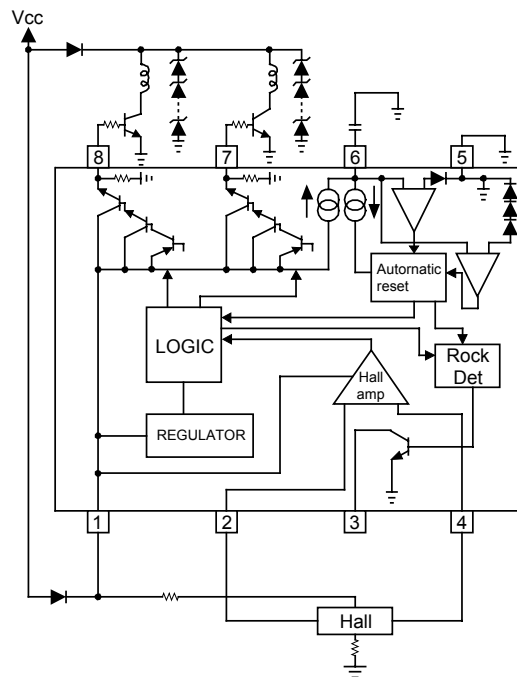 Vcc
8
7
6
5
Automatic
reset
LOGIC
Rock
Det
Hall
amp
REGULATOR
1
2
3
4
Hall